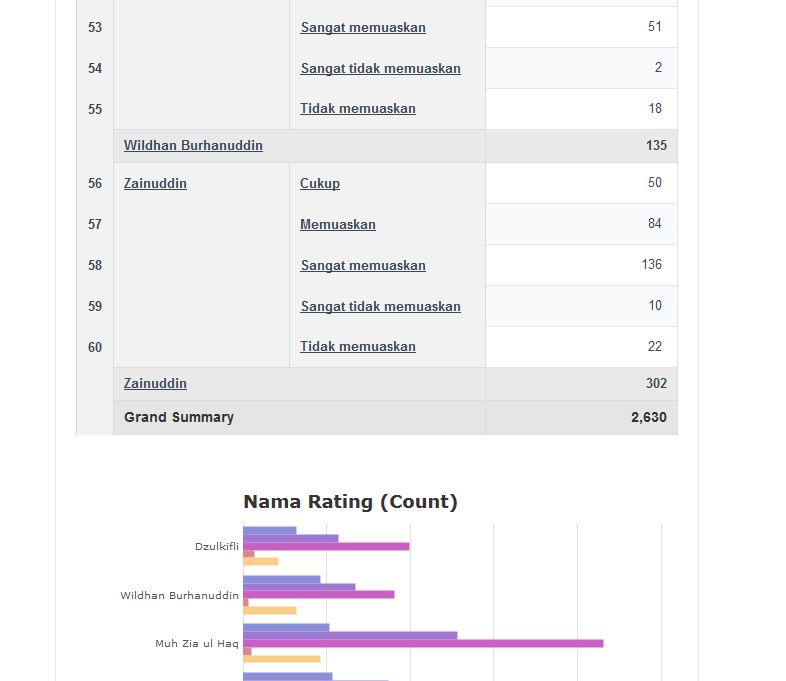 53 Sangat memuaskan 51
54 Sangat tidak memuaskan 2
55 Tidak memuaskan 18
Wildhan Burhanuddin 135
56 Zainuddin Cukup 50
57 Memuaskan 84
58 Sangat memuaskan 136
59 Sangat tidak memuaskan 10
60 Tidak memuaskan 22
Zainuddin 302
Grand Summary 2,630
Nama Rating (Count)
Dzulkifli
Wildhan Burhanuddin
Muh Zia ul Haq